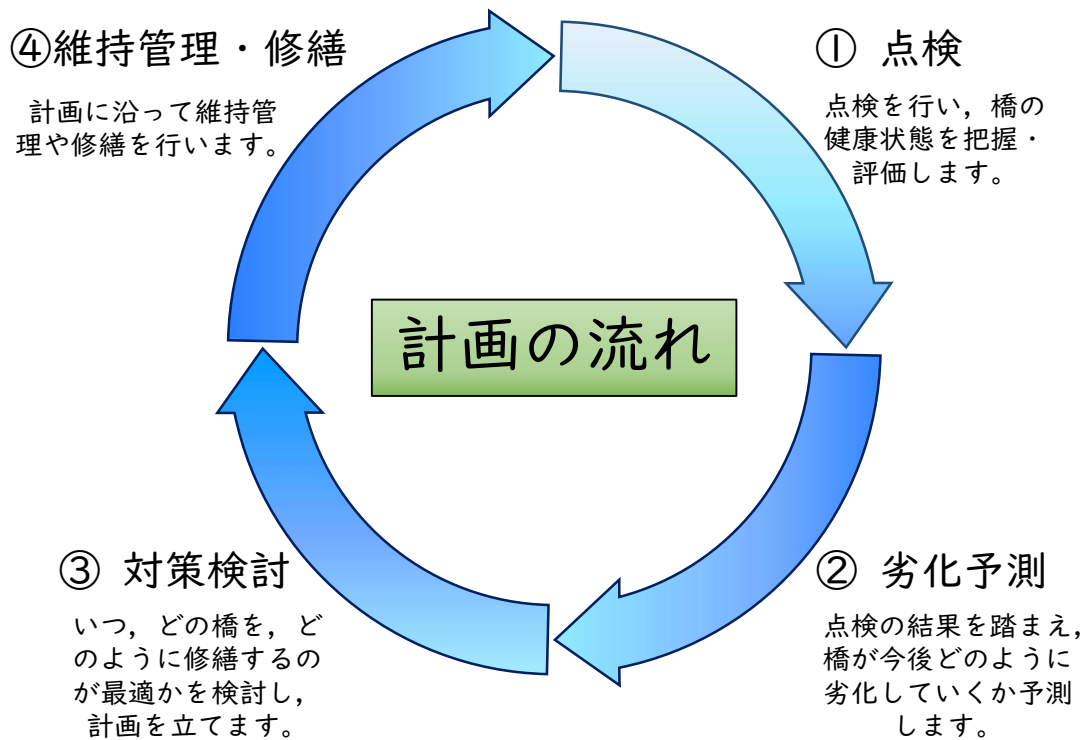 ④維持管理・修繕
計画に沿って維持管
理や修繕を行います。
① 点検
点検を行い，橋の
健康状態を把握・
評価します。
計画の流れ
③ 対策検討
いつ，どの橋を，ど
のように修繕するの
が最適かを検討し，
計画を立てます。
② 劣化予測
点検の結果を踏まえ，
橋が今後どのように
劣化していくか予測
します。